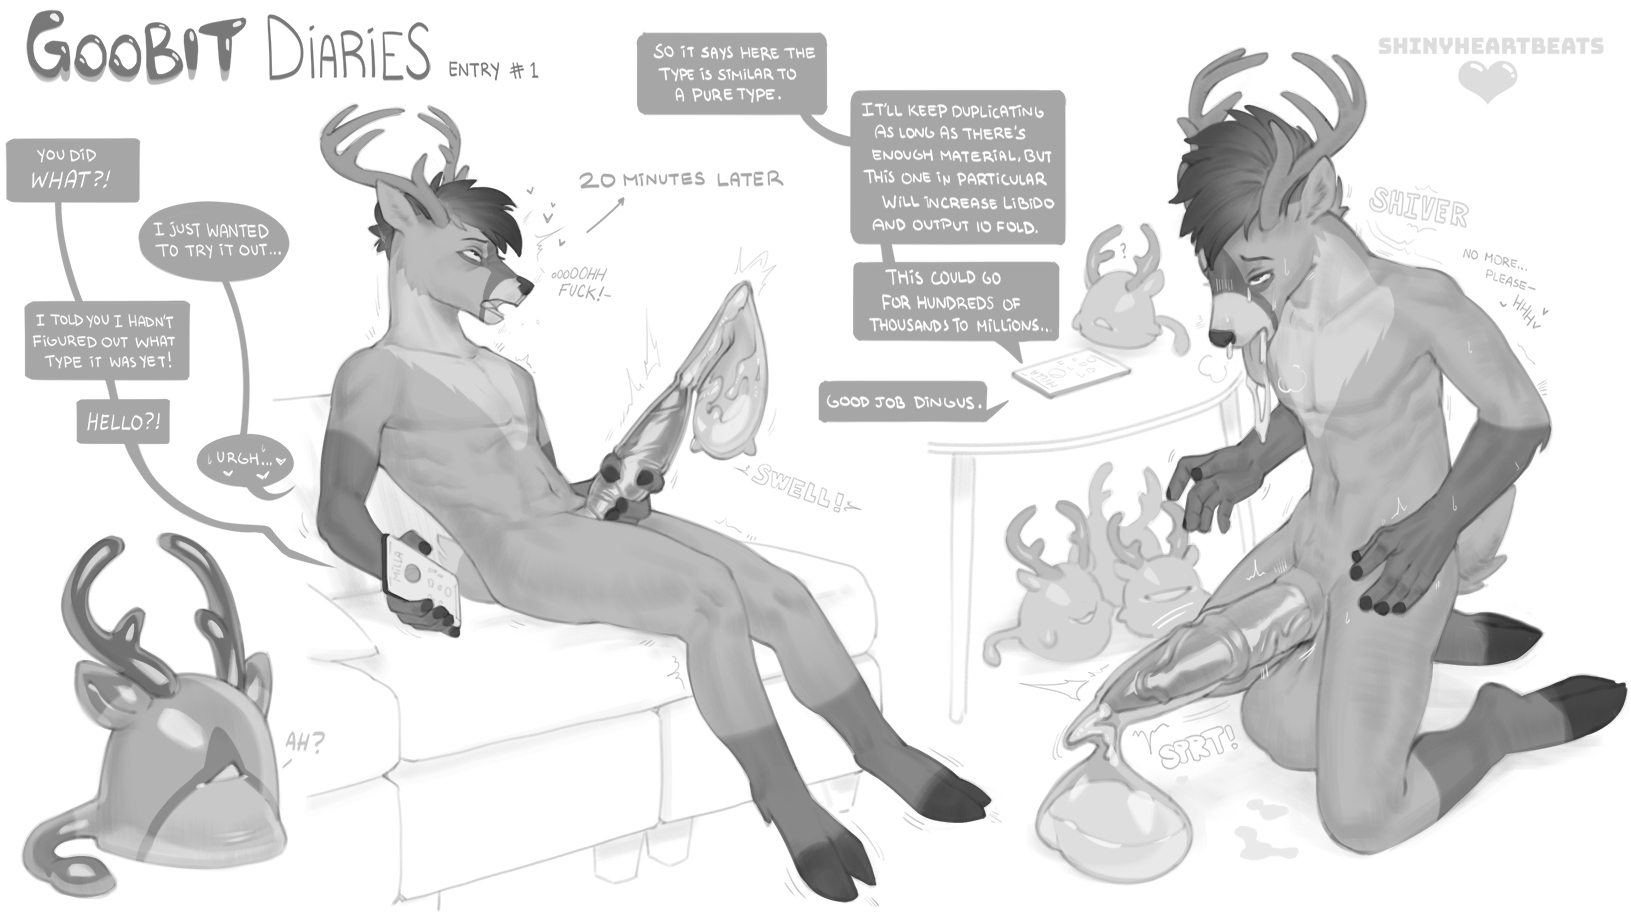 GOOBIT DIARIES ENTRY #1
YOU DID
WHAT?!
I JUST WANTED
TO TRY IT OUT...
I TOLD YOU I HADN'T
FIGURED OUT WHAT
TYPE IT WAS YET!
HELLO?!
URGH...
AH?
MILLA
OOOOOHH
FUCK!-
20 MINUTES LATER
SWELL!
SO IT SAYS HERE THE
TYPE IS SIMILAR TO
A PURE TYPE.
IT'LL KEEP DUPLICATING
AS LONG AS THERE'S
ENOUGH MATERIAL, BUT
THIS ONE IN PARTICULAR
WILL INCREASE LIBIDO
AND OUTPUT 10 FOLD.
THIS COULD GO
FOR HUNDREDS OF
THOUSANDS TO MILLIONS...
?
MILLA
GOOD JOB DINGUS.
SHINYHEARTBEATS
SHIVER
NO MORE...
PLEASE-
HHH
SPRT!